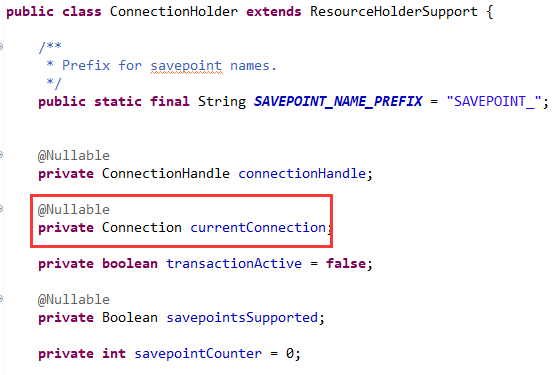 public class ConnectionHolder extends ResourceHolderSupport {
/**
* Prefix for savepoint names.
*/
public static final String SAVEPOINT_NAME_PREFIX = "SAVEPOINT_";
@Nullable
private ConnectionHandle connectionHandle;
@Nullable
private Connection currentConnection;
private boolean transactionActive = false;
@Nullable
private Boolean savepointsSupported;
private int savepointCounter = 0;